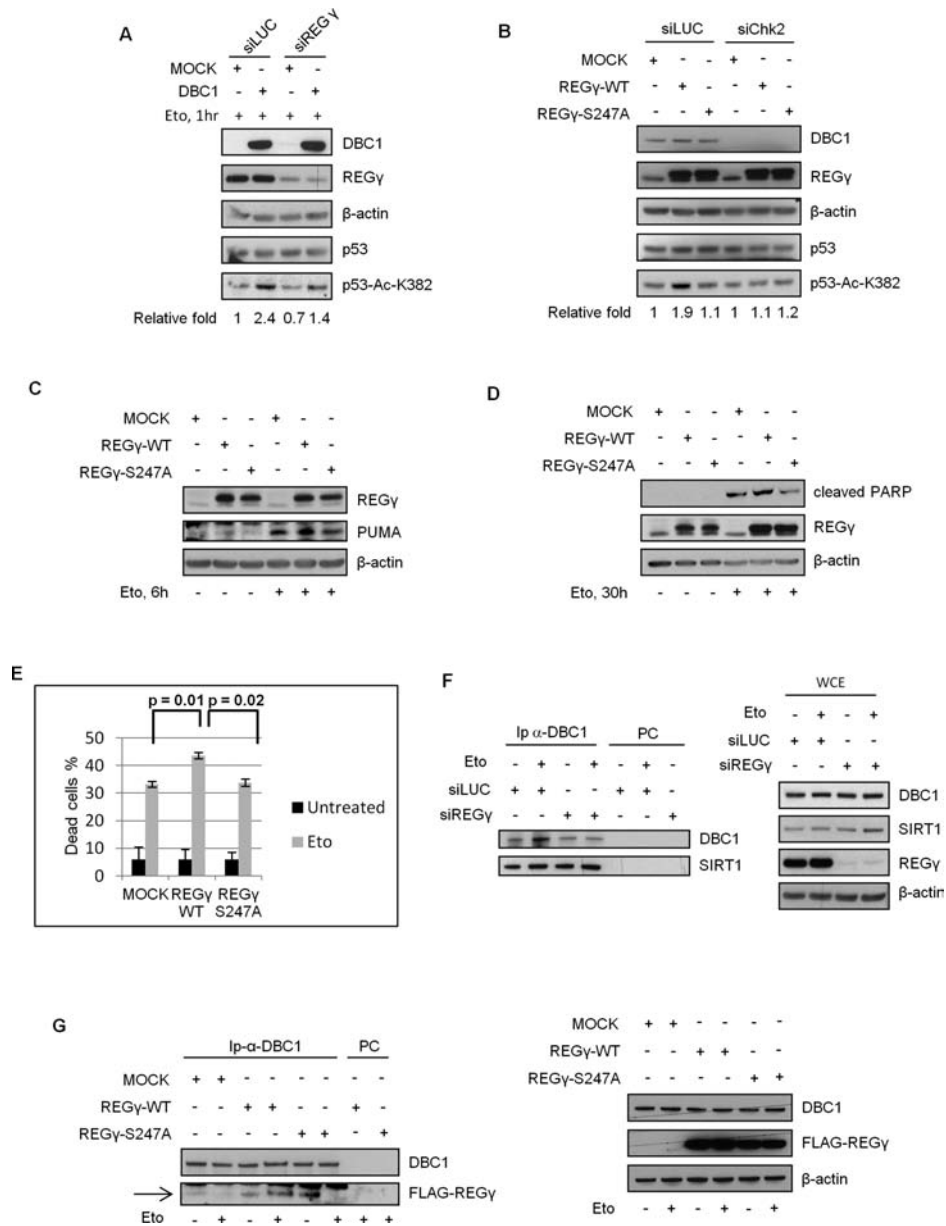 A
siLUC siREG γ
MOCK + - + -
DBC1 - + - +
Eto, 1hr + + + +
DBC1
REGγ
β-actin
p53
p53-Ac-K382
Relative fold 1 2.4 0.7 1.4
B
siLUC siChk2
MOCK + - - + - -
REGγ-WT - + - - + -
REGγ-S247A - - + - - +
DBC1
REGγ
β-actin
p53
p53-Ac-K382
Relative fold 1 1.9 1.1 1 1.1 1.2
C
MOCK + - - + - -
REGγ-WT - + - - + -
REGγ-S247A - - + - - +
REGγ
PUMA
β-actin
Eto, 6h - - - + + +
D
MOCK + - - + - -
REGγ-WT - + - - + -
REGγ-S247A - - + - - +
cleaved PARP
REGγ
β-actin
Eto, 30h - - - + + +
E
p = 0.01 p = 0.02
Dead cells %
50
40
30
20
10
0
MOCK REGγ WT REGγ S247A
Untreated
Eto
F
Ip α-DBC1 PC
Eto - + - + - + -
siLUC + + - - + + -
siREGγ - - + + - - +
DBC1
SIRT1
WCE
Eto - + - +
siLUC + + - -
siREGγ - - + +
DBC1
SIRT1
REGγ
β-actin
G
Ip-α-DBC1 PC
MOCK + + - - - - - -
REGγ-WT - - + + - - + -
REGγ-S247A - - - - + + - +
DBC1
FLAG-REGγ
Eto - + - + - + + +
MOCK + + - - - -
REGγ-WT - - + + - -
REGγ-S247A - - - - + +
DBC1
FLAG-REGγ
β-actin
Eto - + - + - +